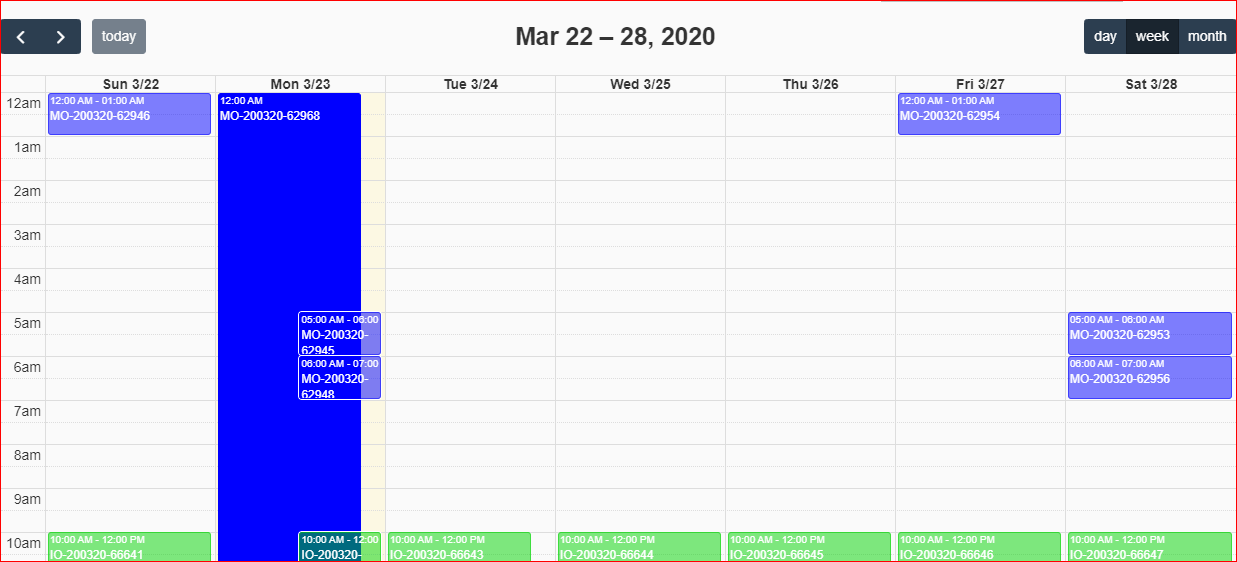 today
Mar 22 – 28, 2020
day week month
Sun 3/22 Mon 3/23 Tue 3/24 Wed 3/25 Thu 3/26 Fri 3/27 Sat 3/28
12am
12:00 AM - 01:00 AM
MO-200320-62946
12:00 AM
MO-200320-62968
12:00 AM - 01:00 AM
MO-200320-62954
1am
2am
3am
4am
5am
05:00 AM - 06:00
MO-200320-
62945
05:00 AM - 06:00 AM
MO-200320-62953
6am
06:00 AM - 07:00
MO-200320-
62948
06:00 AM - 07:00 AM
MO-200320-62956
7am
8am
9am
10am
10:00 AM - 12:00 PM
IO-200320-66641
10:00 AM - 12:00
IO-200320-
10:00 AM - 12:00 PM
IO-200320-66643
10:00 AM - 12:00 PM
IO-200320-66644
10:00 AM - 12:00 PM
IO-200320-66645
10:00 AM - 12:00 PM
IO-200320-66646
10:00 AM - 12:00 PM
IO-200320-66647